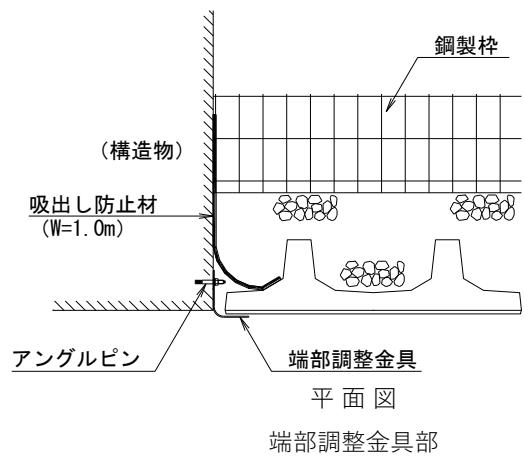 鋼製枠
(構造物)
吸出し防止材
(W=1.0m)
アングルピン
端部調整金具
平面図
端部調整金具部